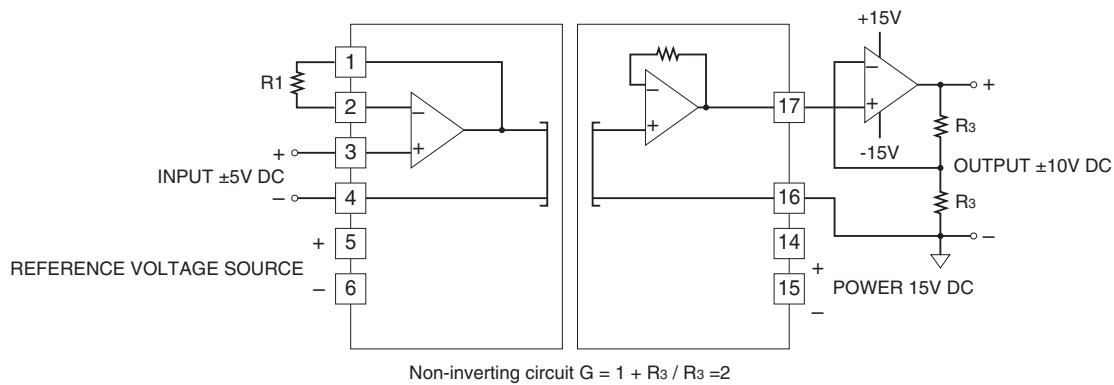 +15V
1
R1
2
−
+
−
+
17
−
+
+
-15V
R3
+
3
INPUT ±5V DC
−
4
OUTPUT ±10V DC
16
R3
−
+
5
14
REFERENCE VOLTAGE SOURCE
+
POWER 15V DC
−
6
15
−
Non-inverting circuit G = 1 + R3 / R3 =2